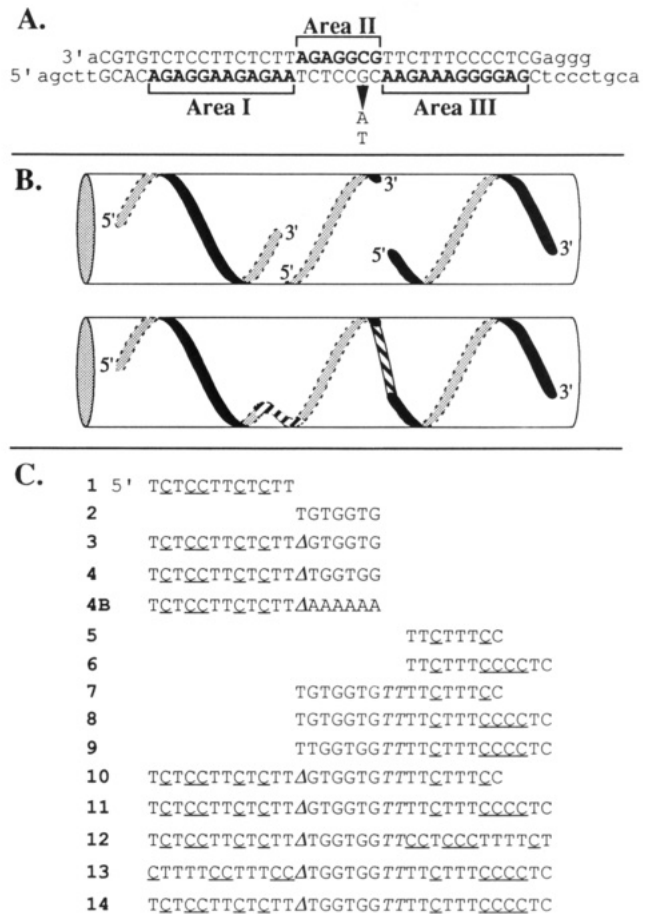 A.
Area II
3'aCGTGTCTCCTTCTCTTAGAGGCGTTCTTTCCCCTCGaggg
5'agcttGCACAGAGGAAGAGAATCTCCGCAAGAAAGGGGAGCtccctgca
Area I
Area III
A
T
B.
5'
3'
5'
3'
5'
3'
5'
3'
C.
1 5' TCTCCTTCTCTT
2 TGTGGTG
3 TCTCCTTCTCTTΔGTGGTG
4 TCTCCTTCTCTTΔTGGTGG
4B TCTCCTTCTCTTΔAAAAAA
5 TTCTTTCC
6 TTCTTTCCCCTC
7 TGTGGTGTTTTCTTTCC
8 TGTGGTGTTTTCTTTCCCCTC
9 TTGGTGGTTTTCTTTCCCCTC
10 TCTCCTTCTCTTΔGTGGTGTTTTCTTTCC
11 TCTCCTTCTCTTΔGTGGTGTTTTCTTTCCCCTC
12 TCTCCTTCTCTTΔTGGTGGTTCCTCCCTTTTCT
13 CTTTTCCTTTCCΔTGGTGGTTTTCTTTCCCCTC
14 TCTCCTTCTCTTΔTGGTGGTTTTCTTTCCCCTC